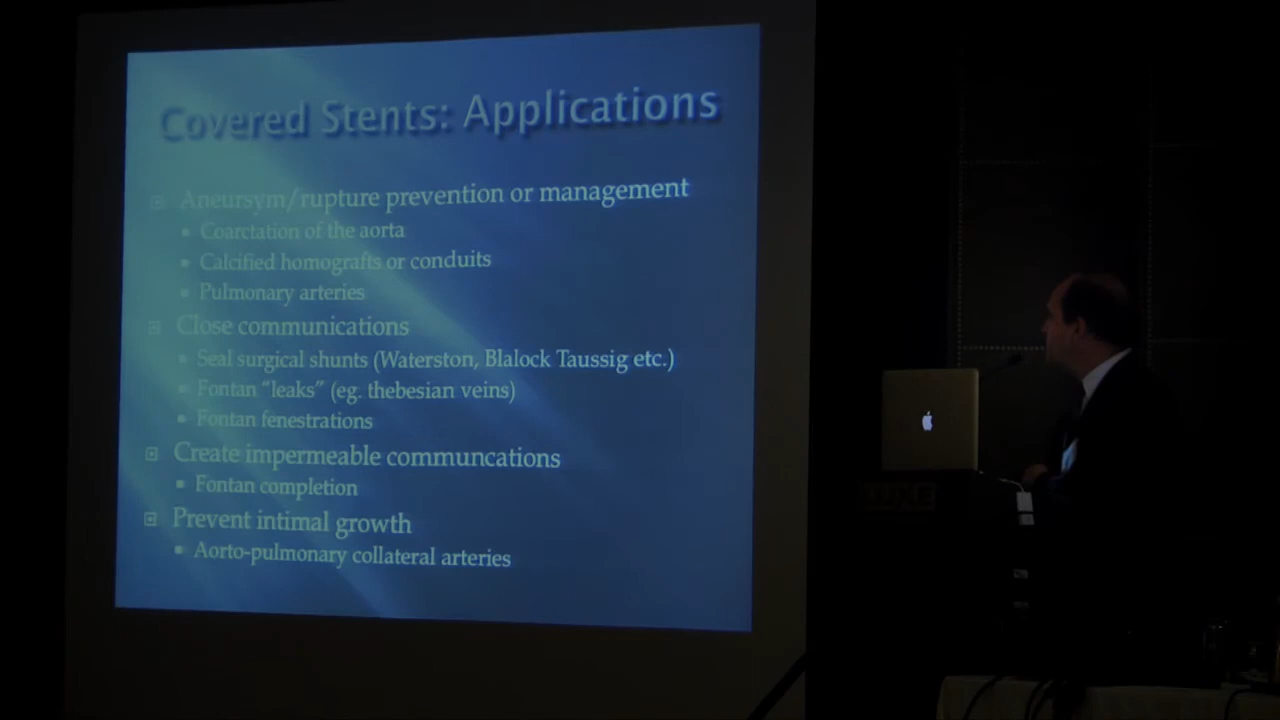 Covered Stents: Applications
Aneursym/rupture prevention or management
Coarctation of the aorta
Calcified homografts or conduits
Pulmonary arteries
Close communications
Seal surgical shunts (Waterston, Blalock Taussig etc.)
Fontan “leaks” (eg. thebesian veins)
Fontan fenestrations
Create impermeable communcations
Fontan completion
Prevent intimal growth
Aorto-pulmonary collateral arteries